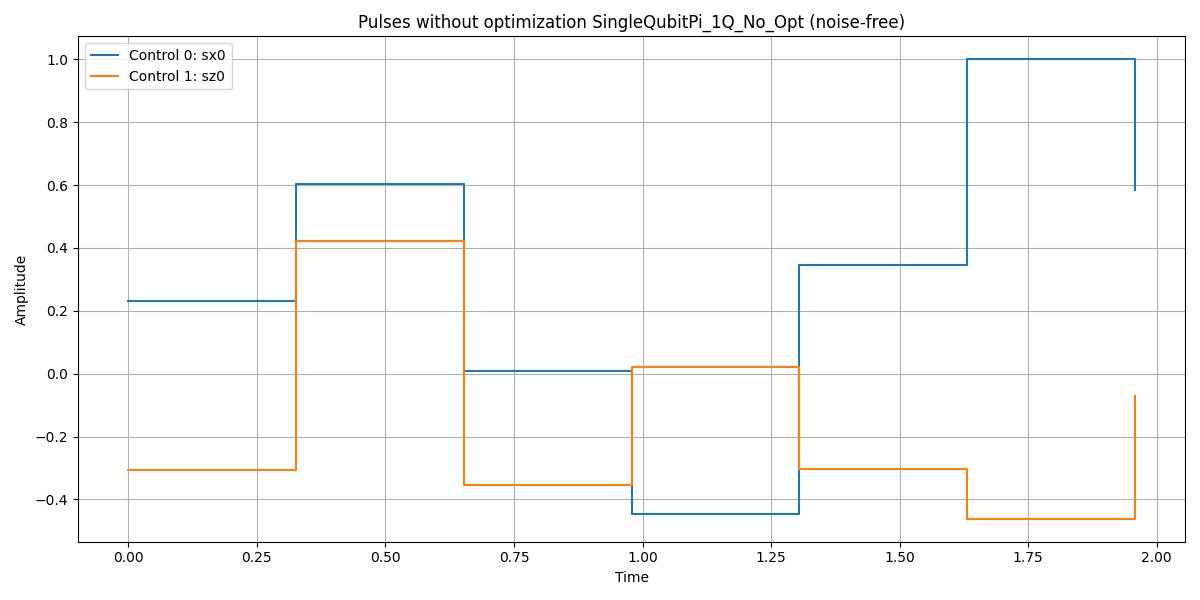 Pulses without optimization SingleQubitPi_1Q_No_Opt (noise-free)
Control 0: sx0
Control 1: sz0
Amplitude
1.0
0.8
0.6
0.4
0.2
0.0
−0.2
−0.4
0.00 0.25 0.50 0.75 1.00 1.25 1.50 1.75 2.00
Time